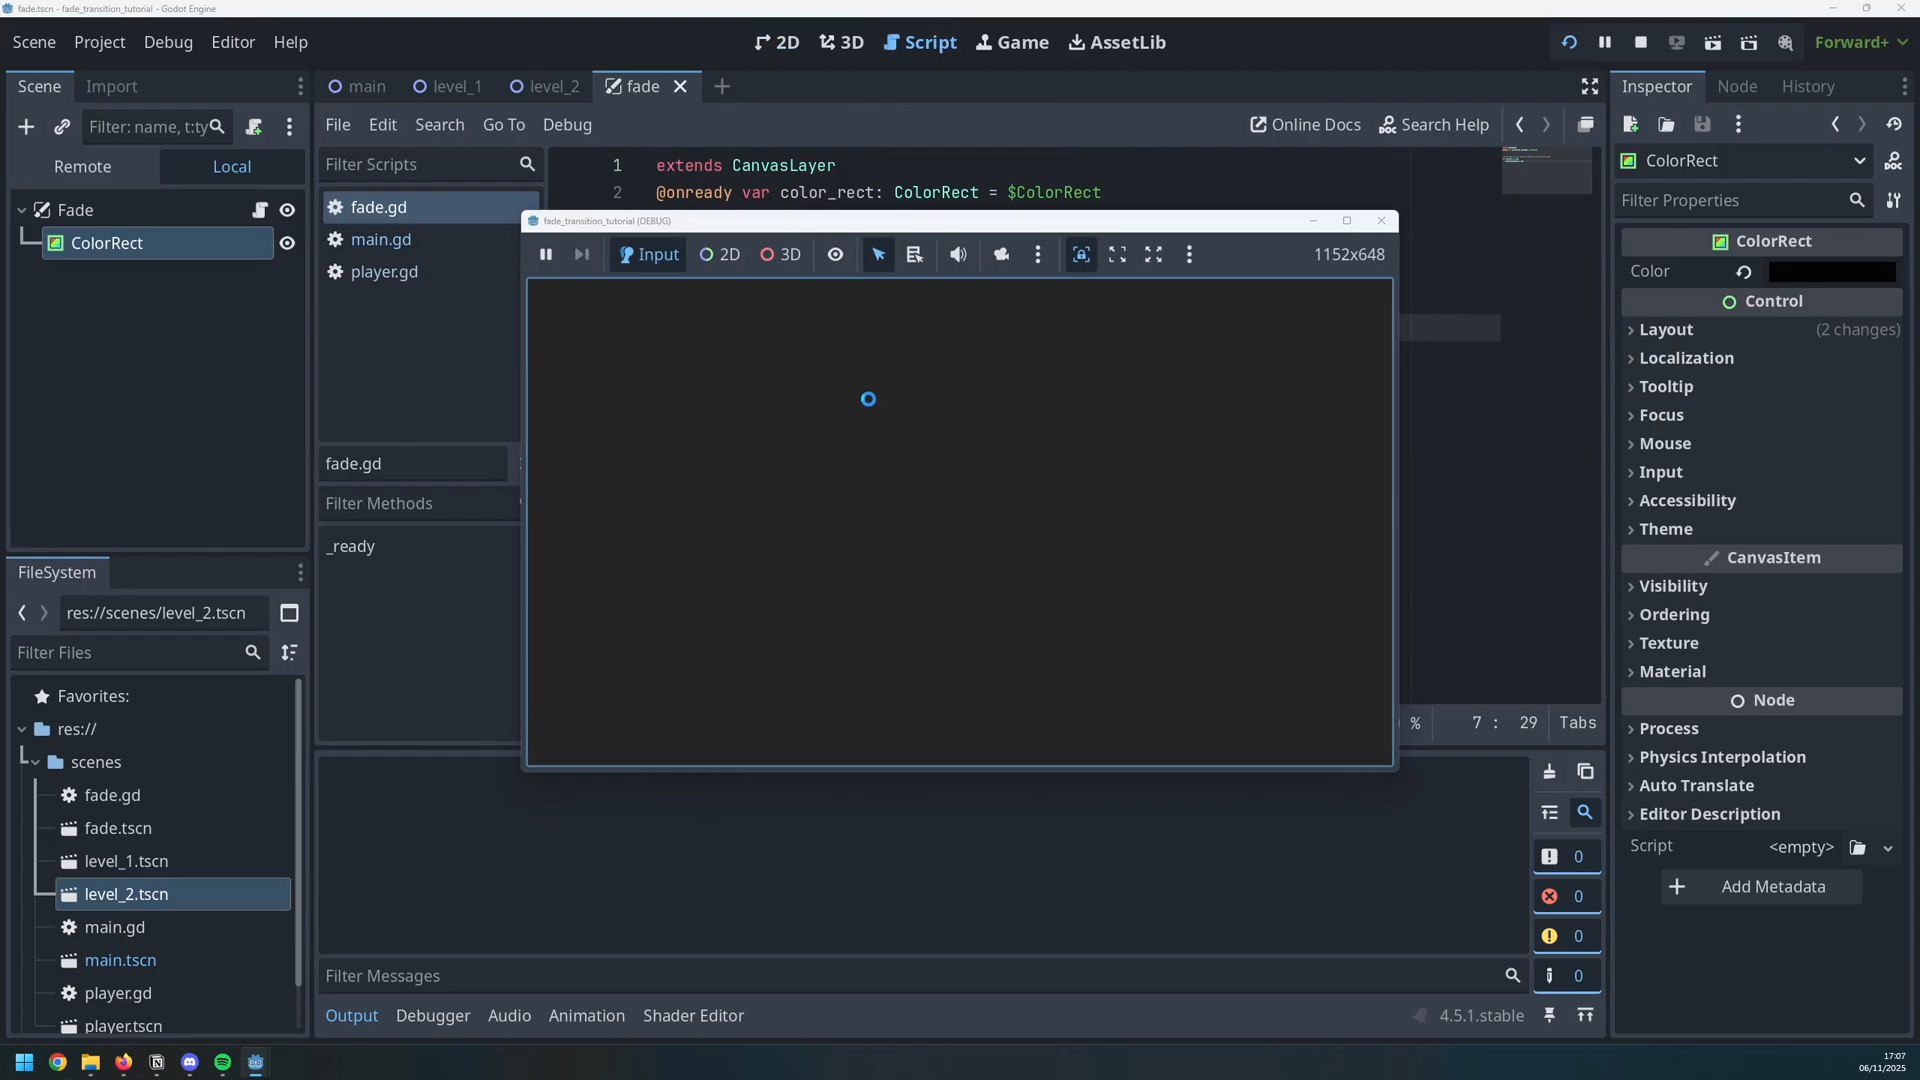 fade.tscn - fade_transition_tutorial - Godot Engine
Scene Project Debug Editor Help
2D 3D Script Game AssetLib
Forward+
Scene Import
main level_1 level_2 fade
Inspector Node History
Filter: name, t:ty
File Edit Search Go To Debug
Online Docs Search Help
Remote Local
Filter Scripts
1 extends CanvasLayer
2 @onready var color_rect: ColorRect = $ColorRect
ColorRect
Filter Properties
Fade
ColorRect
fade.gd
main.gd
player.gd
fade_transition_tutorial (DEBUG)
Input 2D 3D
1152x648
ColorRect
Color
Control
Layout (2 changes)
Localization
Tooltip
Focus
Mouse
Input
Accessibility
Theme
CanvasItem
Visibility
Ordering
Texture
Material
Node
Process
Physics Interpolation
Auto Translate
Editor Description
Script <empty>
Add Metadata
fade.gd
Filter Methods
_ready
% 7 : 29 Tabs
FileSystem
res://scenes/level_2.tscn
Filter Files
Favorites:
res://
scenes
fade.gd
fade.tscn
level_1.tscn
level_2.tscn
main.gd
main.tscn
player.gd
player.tscn
0
0
0
0
Filter Messages
Output Debugger Audio Animation Shader Editor
4.5.1.stable
17:07
06/11/2025